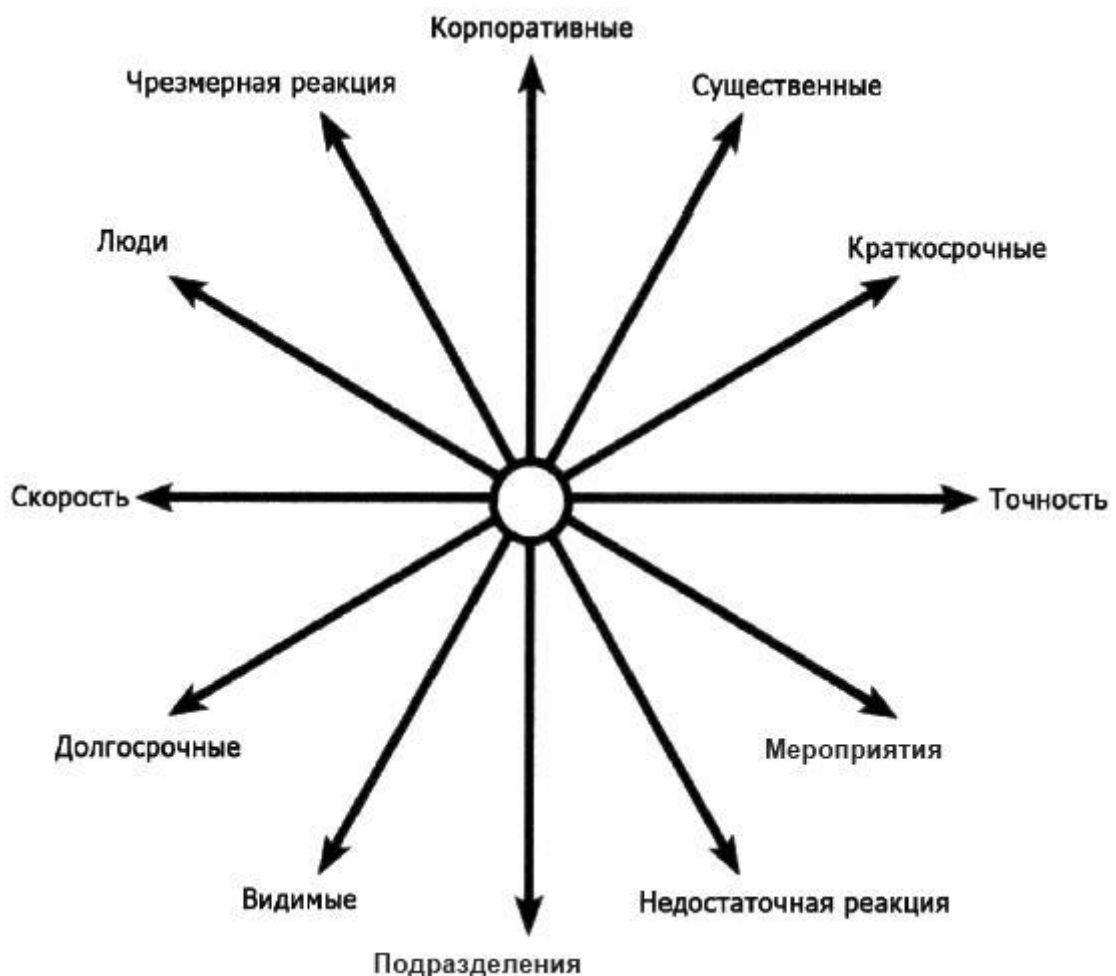 Корпоративные
Чрезмерная реакция
Существенные
Люди
Краткосрочные
Скорость
Точность
Долгосрочные
Мероприятия
Видимые
Недостаточная реакция
Подразделения